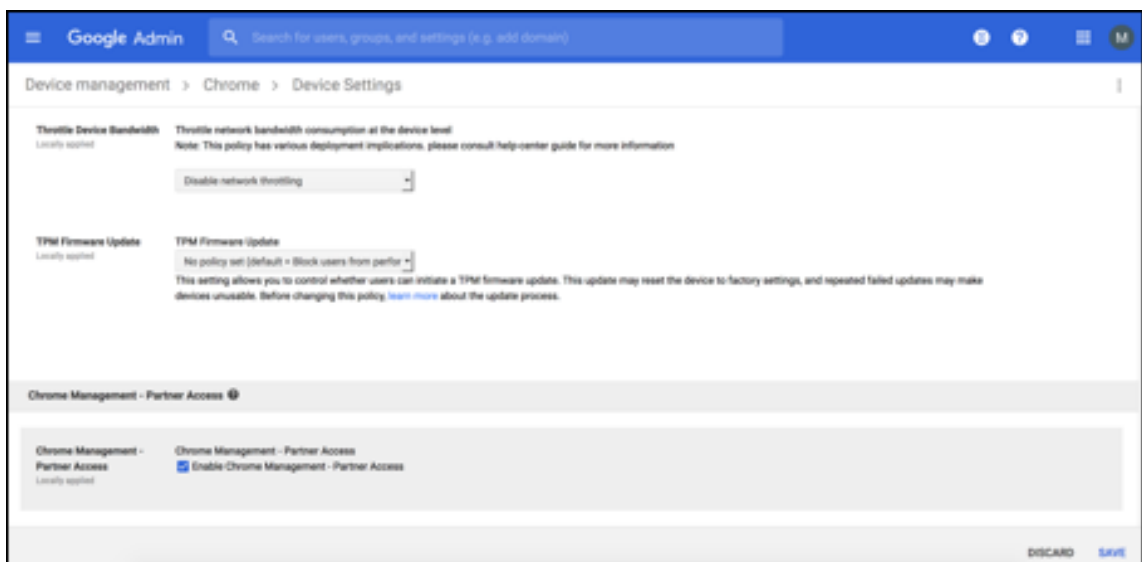 Google Admin
Search for users, groups, and settings (e.g. add domain)
M
Device management > Chrome > Device Settings
Throttle Device Bandwidth
Locally applied
Throttle network bandwidth consumption at the device level
Note: This policy has various deployment implications. please consult help-center guide for more information
Disable network throttling
TPM Firmware Update
Locally applied
TPM Firmware Update
No policy set (default = Block users from perfor
This setting allows you to control whether users can initiate a TPM firmware update. This update may reset the device to factory settings, and repeated failed updates may make
devices unusable. Before changing this policy, learn more about the update process.
Chrome Management - Partner Access
Chrome Management -
Partner Access
Locally applied
Chrome Management - Partner Access
Enable Chrome Management - Partner Access
DISCARD SAVE